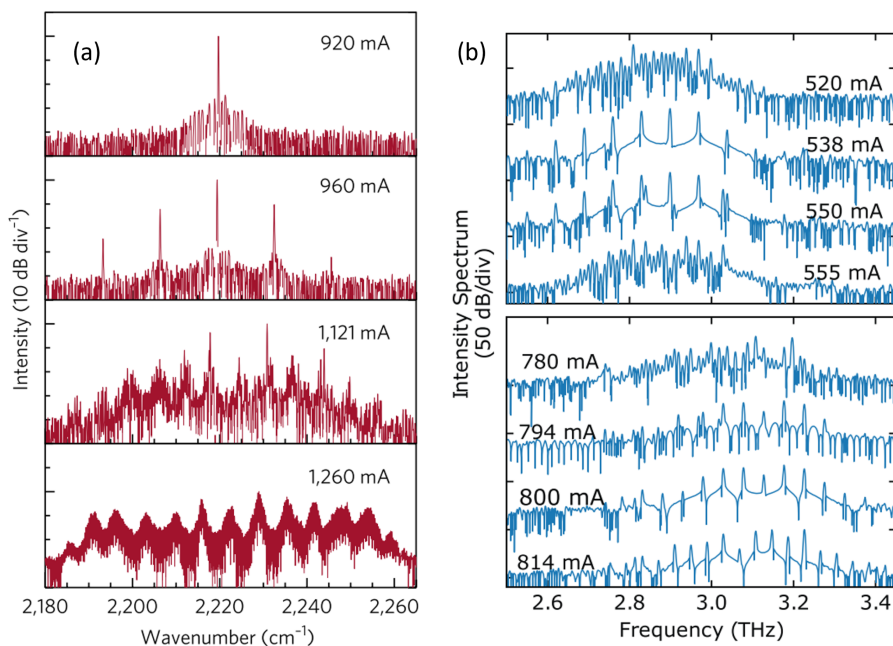 (a)
920 mA
960 mA
1,121 mA
1,260 mA
Intensity (10 dB div⁻¹)
2,180
2,200
2,220
2,240
2,260
Wavenumber (cm⁻¹)
(b)
520 mA
538 mA
550 mA
555 mA
780 mA
794 mA
800 mA
814 mA
Intensity Spectrum
(50 dB/div)
2.6
2.8
3.0
3.2
3.4
Frequency (THz)